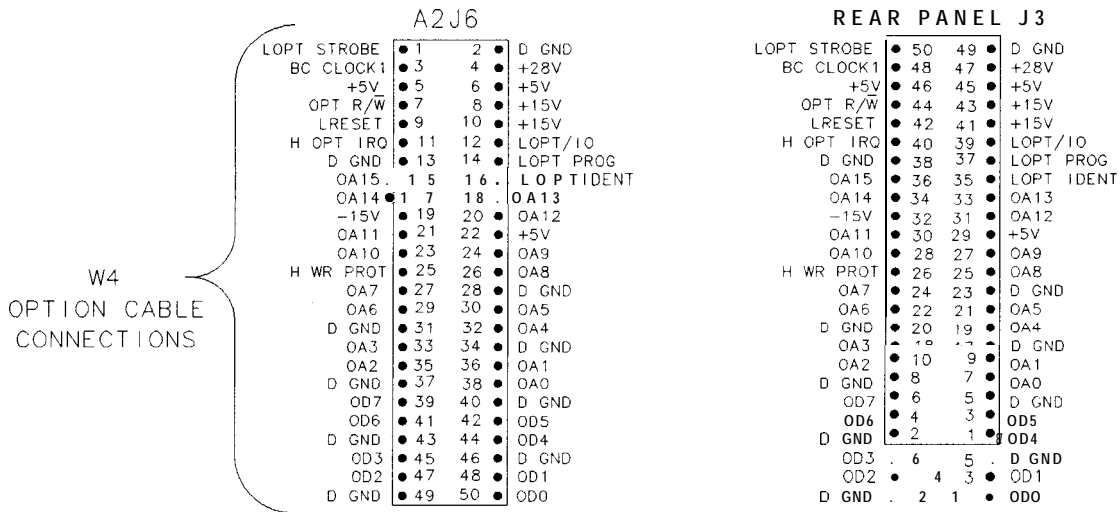 A2J6
LOPT STROBE 1 2 D GND
BC CLOCK1 3 4 +28V
+5V 5 6 +5V
OPT R/W̅ 7 8 +15V
LRESET 9 10 +15V
H OPT IRQ 11 12 LOPT/IO
D GND 13 14 LOPT PROG
OA15. 15 16. LOPTIDENT
OA14 17 18 . OA13
-15V 19 20 OA12
OA11 21 22 +5V
OA10 23 24 OA9
H WR PROT 25 26 OA8
OA7 27 28 D GND
OA6 29 30 OA5
D GND 31 32 OA4
OA3 33 34 D GND
OA2 35 36 OA1
D GND 37 38 OA0
OD7 39 40 D GND
OD6 41 42 OD5
D GND 43 44 OD4
OD3 45 46 D GND
OD2 47 48 OD1
D GND 49 50 OD0
W4
OPTION CABLE
CONNECTIONS
REAR PANEL J3
LOPT STROBE 50 49 D GND
BC CLOCK1 48 47 +28V
+5V 46 45 +5V
OPT R/W̅ 44 43 +15V
LRESET 42 41 +15V
H OPT IRQ 40 39 LOPT/IO
D GND 38 37 LOPT PROG
OA15 36 35 LOPT IDENT
OA14 34 33 OA13
-15V 32 31 OA12
OA11 30 29 +5V
OA10 28 27 OA9
H WR PROT 26 25 OA8
OA7 24 23 D GND
OA6 22 21 OA5
D GND 20 19 OA4
OA3 D GND
OA2 10 9 OA1
D GND 8 7 OA0
OD7 6 5 D GND
OD6 4 3 OD5
D GND 2 1 OD4
OD3 . 6 5 . D GND
OD2 4 3 OD1
D GND . 2 1 OD0